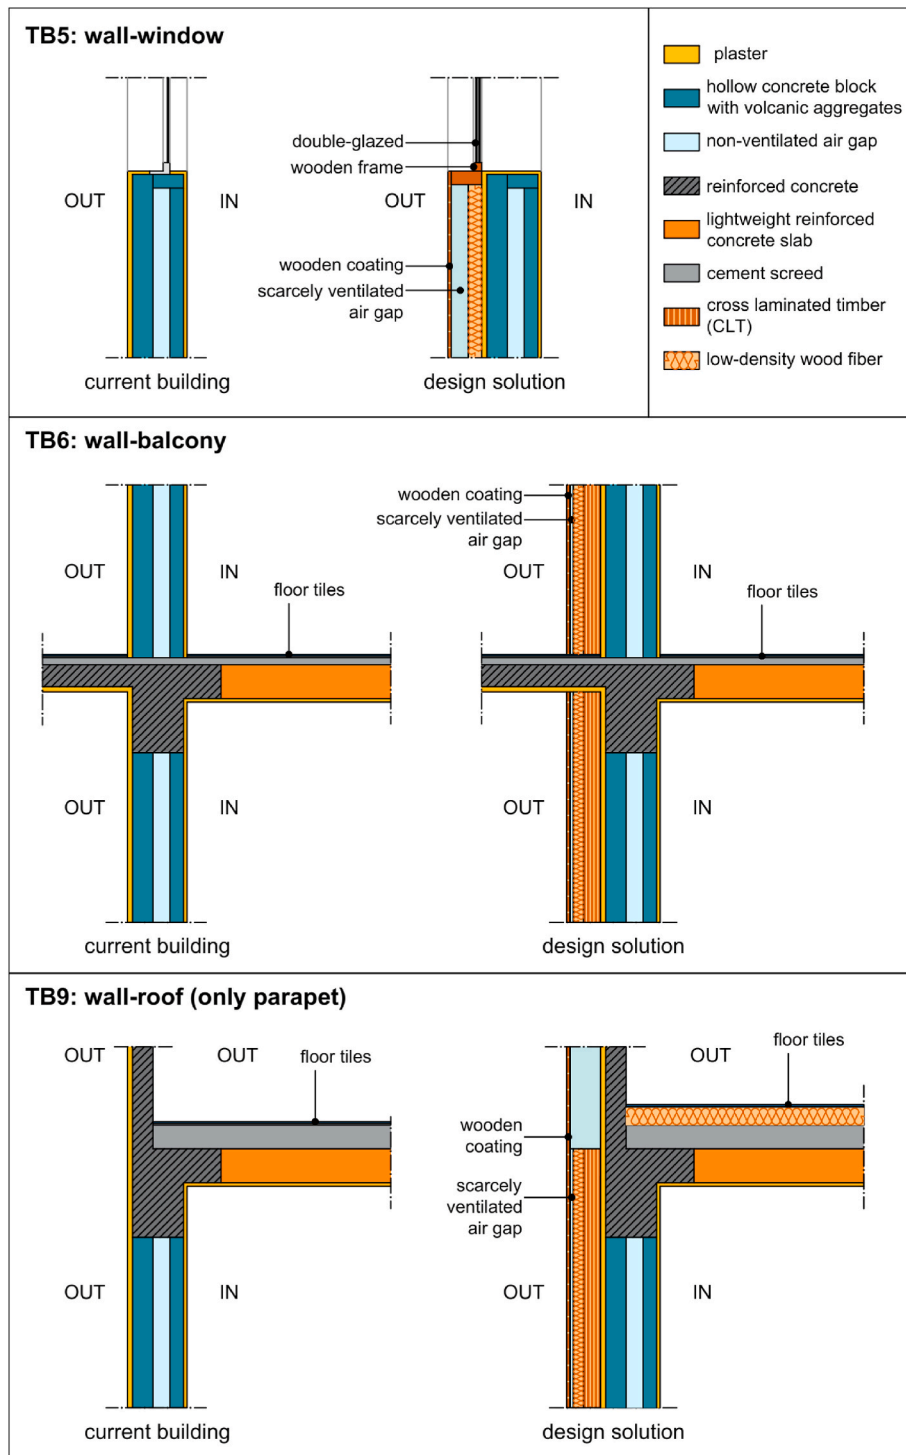 TB5: wall-window
OUT
IN
current building
double-glazed
wooden frame
OUT
IN
wooden coating
scarcely ventilated
air gap
design solution
plaster
hollow concrete block
with volcanic aggregates
non-ventilated air gap
reinforced concrete
lightweight reinforced
concrete slab
cement screed
cross laminated timber
(CLT)
low-density wood fiber
TB6: wall-balcony
OUT
IN
floor tiles
OUT
IN
current building
wooden coating
scarcely ventilated
air gap
OUT
IN
floor tiles
OUT
IN
design solution
TB9: wall-roof (only parapet)
OUT
OUT
floor tiles
OUT
IN
current building
OUT
floor tiles
wooden
coating
scarcely
ventilated
air gap
OUT
IN
design solution